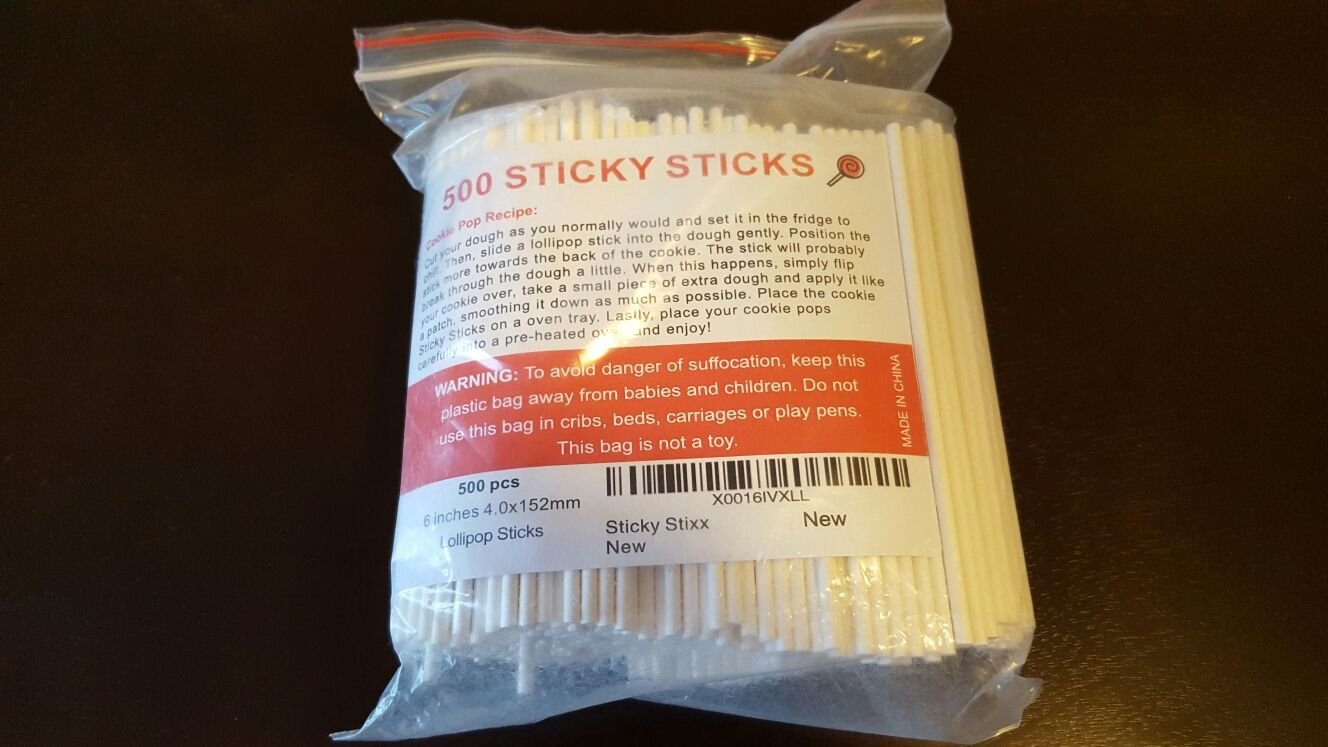 500 STICKY STICKS
Cookie Pop Recipe:
Cut your dough as you normally would and set it in the fridge to
chill. Then, slide a lollipop stick into the dough gently. Position the
stick more towards the back of the cookie. The stick will probably
break through the dough a little. When this happens, simply flip
your cookie over, take a small piece of extra dough and apply it like
a patch, smoothing it down as much as possible. Place the cookie
Sticky Sticks on a oven tray. Lastly, place your cookie pops
carefully into a pre-heated oven and enjoy!
WARNING: To avoid danger of suffocation, keep this
plastic bag away from babies and children. Do not
use this bag in cribs, beds, carriages or play pens.
This bag is not a toy.
MADE IN CHINA
500 pcs
6 inches 4.0x152mm
Lollipop Sticks
X0016IVXLL
Sticky Stixx
New
New